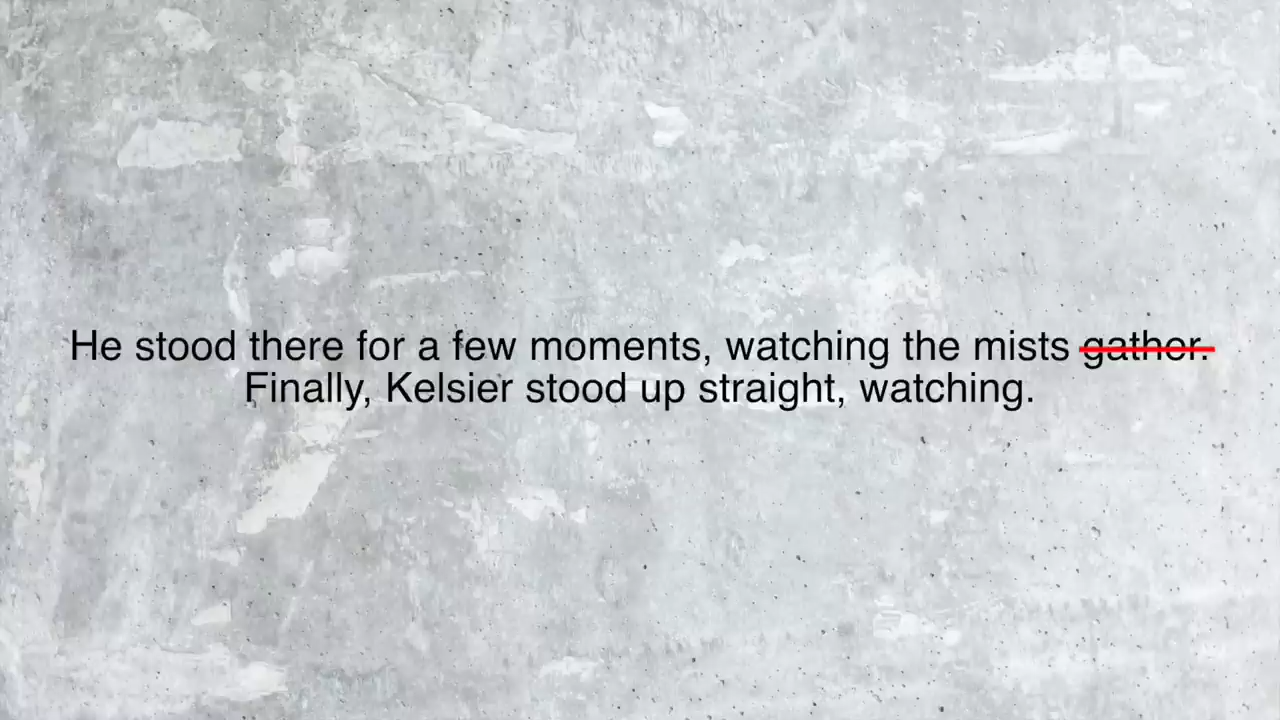 He stood there for a few moments, watching the mists gather.
Finally, Kelsier stood up straight, watching.